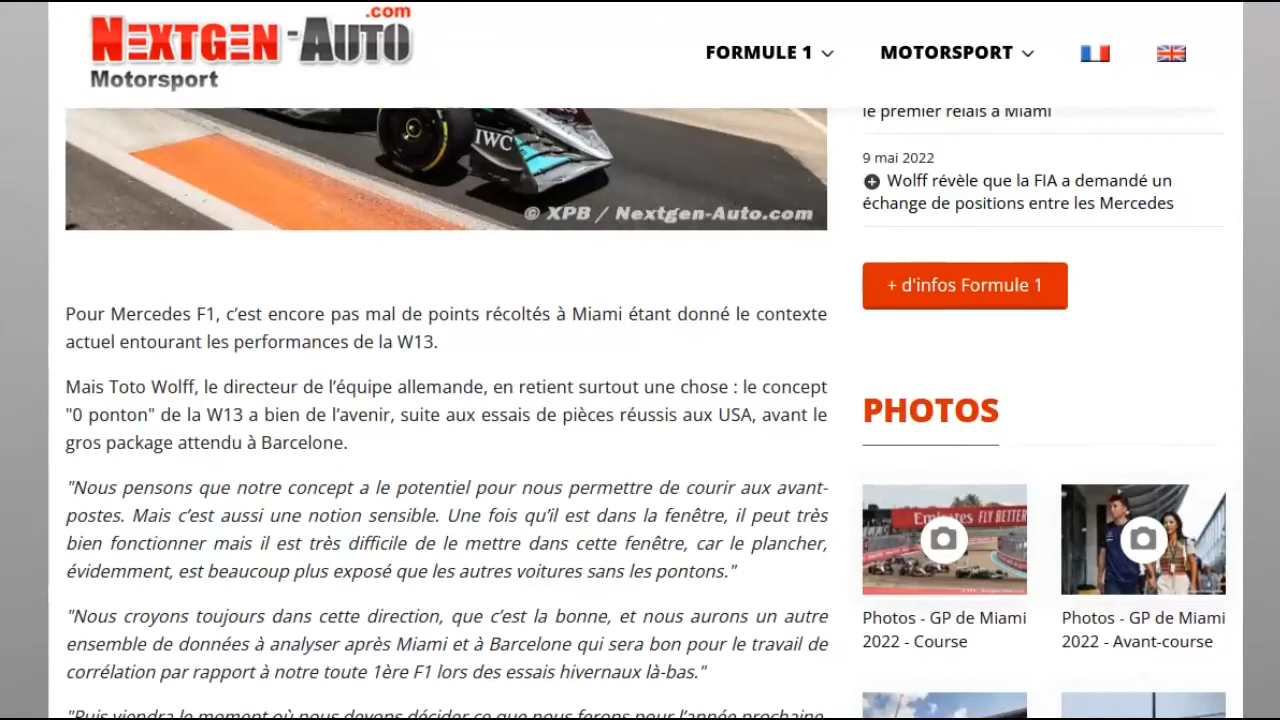 NEXTGEN-AUTO
.com
Motorsport
FORMULE 1
MOTORSPORT
IWC
© XPB / Nextgen-Auto.com
Pour Mercedes F1, c’est encore pas mal de points récoltés à Miami étant donné le contexte
actuel entourant les performances de la W13.
Mais Toto Wolff, le directeur de l’équipe allemande, en retient surtout une chose : le concept
"0 ponton" de la W13 a bien de l’avenir, suite aux essais de pièces réussis aux USA, avant le
gros package attendu à Barcelone.
"Nous pensons que notre concept a le potentiel pour nous permettre de courir aux avant-
postes. Mais c’est aussi une notion sensible. Une fois qu’il est dans la fenêtre, il peut très
bien fonctionner mais il est très difficile de le mettre dans cette fenêtre, car le plancher,
évidemment, est beaucoup plus exposé que les autres voitures sans les pontons."
"Nous croyons toujours dans cette direction, que c’est la bonne, et nous aurons un autre
ensemble de données à analyser après Miami et à Barcelone qui sera bon pour le travail de
corrélation par rapport à notre toute 1ère F1 lors des essais hivernaux là-bas."
"Puis viendra le moment où nous devons décider ce que nous ferons pour l’année prochaine.
le premier relais à Miami
9 mai 2022
Wolff révèle que la FIA a demandé un
échange de positions entre les Mercedes
+ d'infos Formule 1
PHOTOS
Emirates FLY BETTER
Photos - GP de Miami
2022 - Course
Photos - GP de Miami
2022 - Avant-course